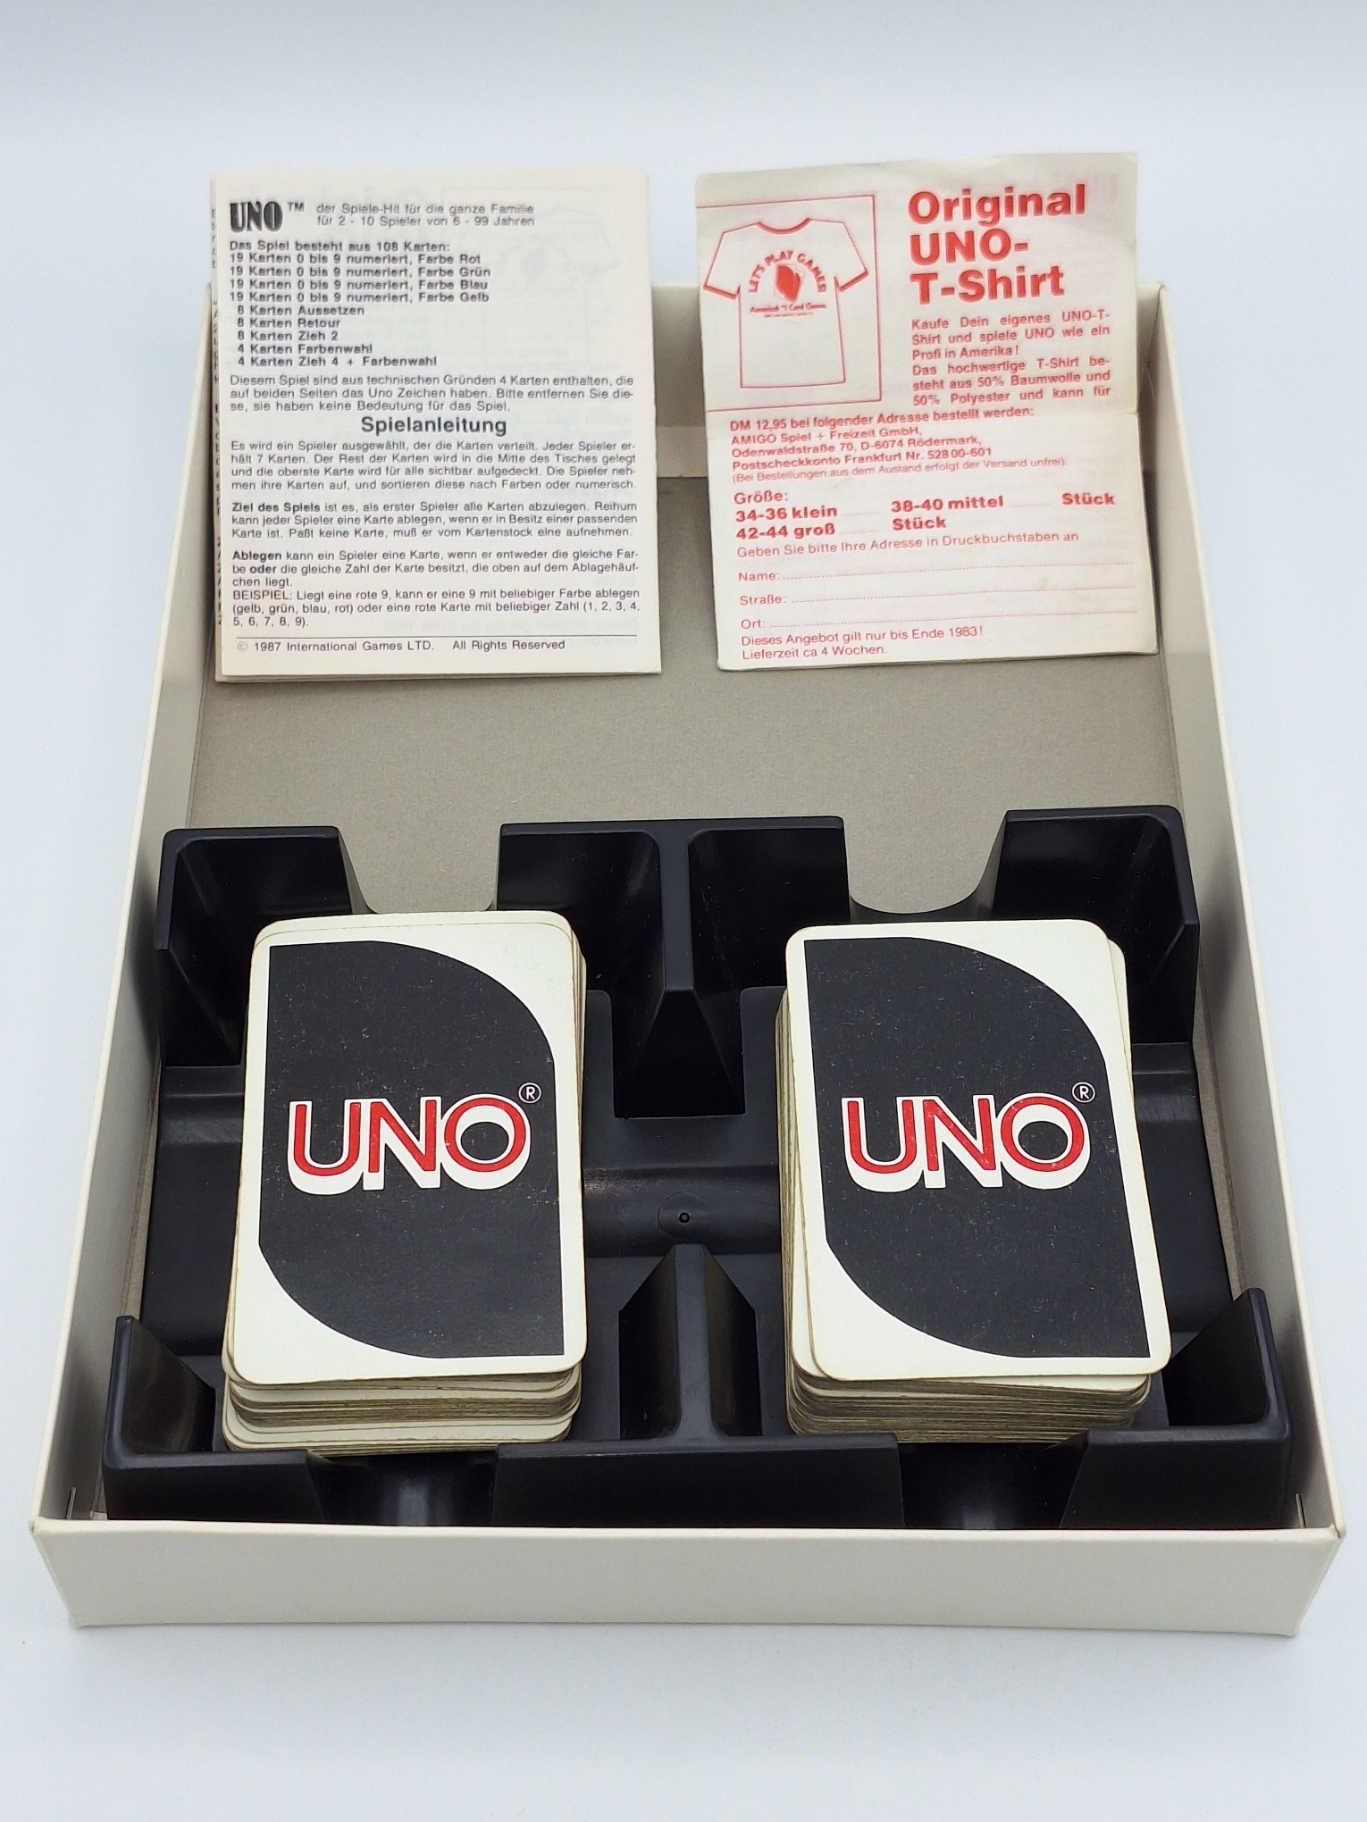 UNO™ der Spiele-Hit für die ganze Familie
für 2 - 10 Spieler von 6 - 99 Jahren
Das Spiel besteht aus 108 Karten:
19 Karten 0 bis 9 numeriert, Farbe Rot
19 Karten 0 bis 9 numeriert, Farbe Grün
19 Karten 0 bis 9 numeriert, Farbe Blau
19 Karten 0 bis 9 numeriert, Farbe Gelb
8 Karten Aussetzen
8 Karten Retour
8 Karten Zieh 2
4 Karten Farbenwahl
4 Karten Zieh 4 + Farbenwahl
Diesem Spiel sind aus technischen Gründen 4 Karten enthalten, die
auf beiden Seiten das Uno Zeichen haben. Bitte entfernen Sie die-
se, sie haben keine Bedeutung für das Spiel.
Spielanleitung
Es wird ein Spieler ausgewählt, der die Karten verteilt. Jeder Spieler er-
hält 7 Karten. Der Rest der Karten wird in die Mitte des Tisches gelegt
und die oberste Karte wird für alle sichtbar aufgedeckt. Die Spieler neh-
men ihre Karten auf, und sortieren diese nach Farben oder numerisch.
Ziel des Spiels ist es, als erster Spieler alle Karten abzulegen. Reihum
kann jeder Spieler eine Karte ablegen, wenn er in Besitz einer passenden
Karte ist. Paßt keine Karte, muß er vom Kartenstock eine aufnehmen.
Ablegen kann ein Spieler eine Karte, wenn er entweder die gleiche Far-
be oder die gleiche Zahl der Karte besitzt, die oben auf dem Ablagehäuf-
chen liegt.
BEISPIEL: Liegt eine rote 9, kann er eine 9 mit beliebiger Farbe ablegen
(gelb, grün, blau, rot) oder eine rote Karte mit beliebiger Zahl (1, 2, 3, 4,
5, 6, 7, 8, 9).
© 1987 International Games LTD. All Rights Reserved
LET'S PLAY GAMES!
America's #1 Card Game
Original
UNO-
T-Shirt
Kaufe Dein eigenes UNO-T-
Shirt und spiele UNO wie ein
Profi in Amerika!
Das hochwertige T-Shirt be-
steht aus 50% Baumwolle und
50% Polyester und kann für
DM 12,95 bei folgender Adresse bestellt werden:
AMIGO Spiel + Freizeit GmbH,
Odenwaldstraße 70, D-6074 Rödermark,
Postscheckkonto Frankfurt Nr. 528 00-601
(Bei Bestellungen aus dem Ausland erfolgt der Versand unfrei).
Größe:
34-36 klein 38-40 mittel Stück
42-44 groß Stück
Geben Sie bitte Ihre Adresse in Druckbuchstaben an
Name:
Straße:
Ort:
Dieses Angebot gilt nur bis Ende 1983!
Lieferzeit ca 4 Wochen.
UNO®
UNO®